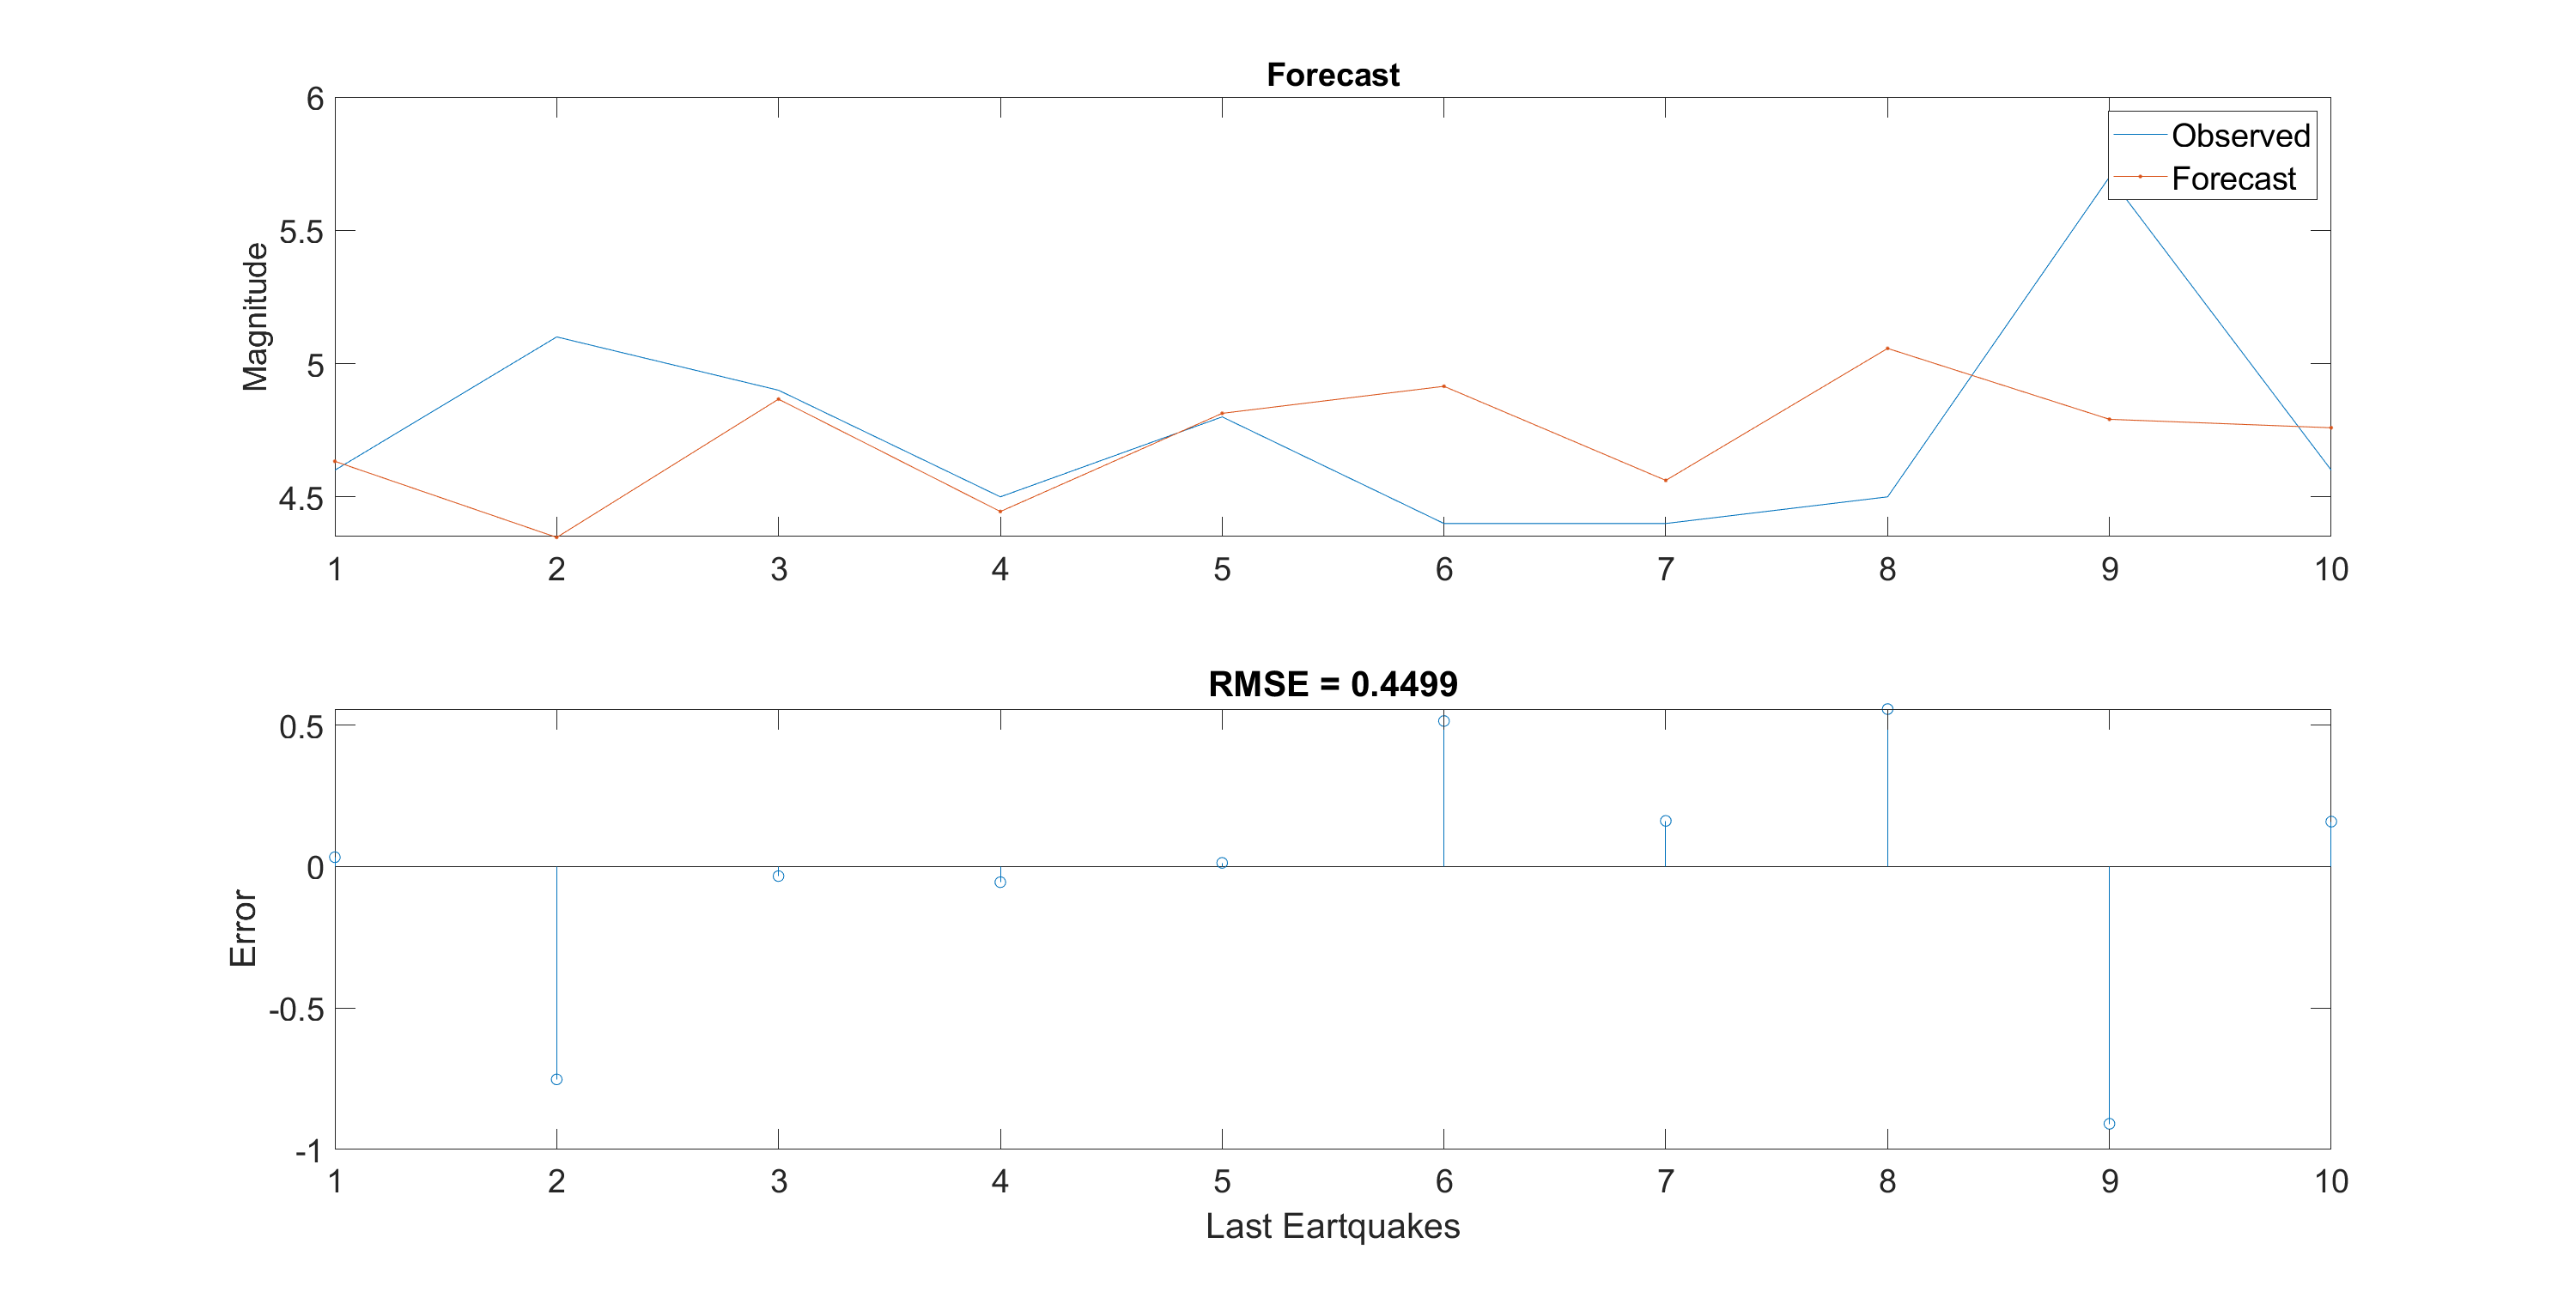 Forecast
6
5.5
5
4.5
Magnitude
Observed
Forecast
1 2 3 4 5 6 7 8 9 10
RMSE = 0.4499
0.5
0
-0.5
-1
Error
1 2 3 4 5 6 7 8 9 10
Last Eartquakes